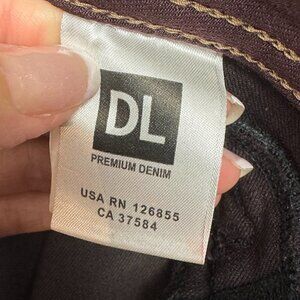 DL
PREMIUM DENIM
USA RN 126855
CA 37584